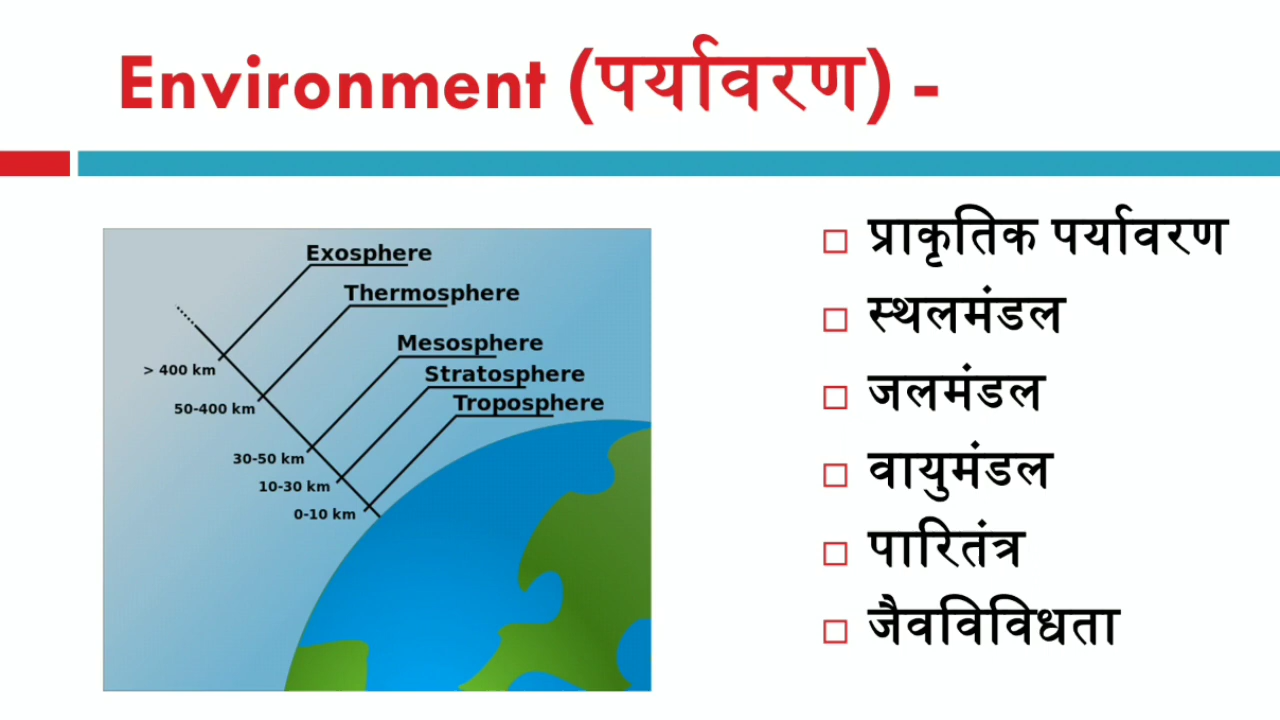 Environment (पर्यावरण) -
Exosphere
Thermosphere
Mesosphere
Stratosphere
Troposphere
> 400 km
50-400 km
30-50 km
10-30 km
0-10 km
प्राकृतिक पर्यावरण
स्थलमंडल
जलमंडल
वायुमंडल
पारितंत्र
जैवविविधता